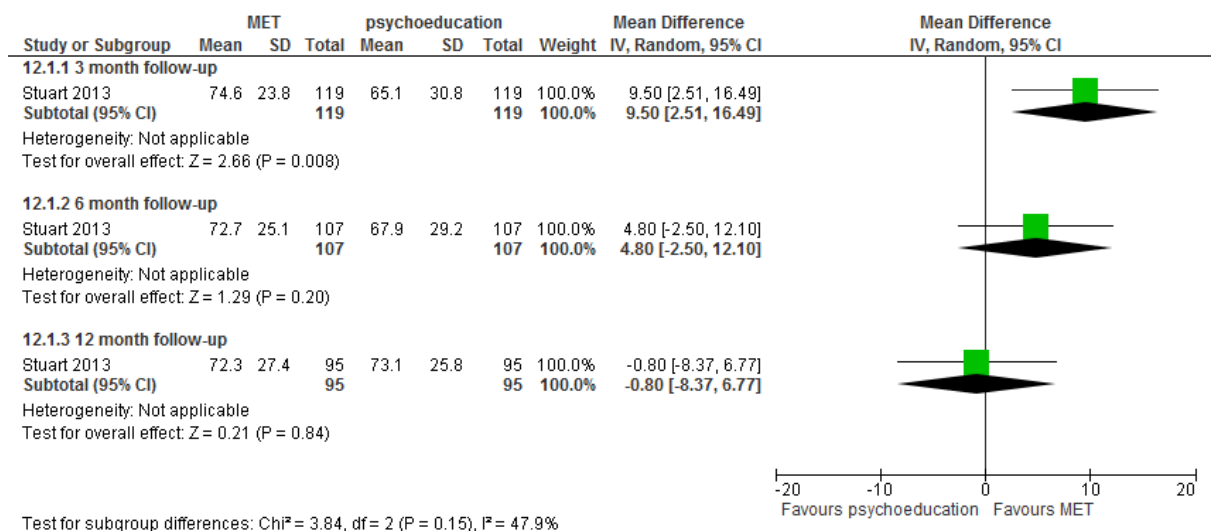 MET psychoeducation Mean Difference Mean Difference
Study or Subgroup Mean SD Total Mean SD Total Weight IV, Random, 95% CI IV, Random, 95% CI
12.1.1 3 month follow-up
Stuart 2013 74.6 23.8 119 65.1 30.8 119 100.0% 9.50 [2.51, 16.49]
Subtotal (95% CI) 119 119 100.0% 9.50 [2.51, 16.49]
Heterogeneity: Not applicable
Test for overall effect: Z = 2.66 (P = 0.008)
12.1.2 6 month follow-up
Stuart 2013 72.7 25.1 107 67.9 29.2 107 100.0% 4.80 [-2.50, 12.10]
Subtotal (95% CI) 107 107 100.0% 4.80 [-2.50, 12.10]
Heterogeneity: Not applicable
Test for overall effect: Z = 1.29 (P = 0.20)
12.1.3 12 month follow-up
Stuart 2013 72.3 27.4 95 73.1 25.8 95 100.0% -0.80 [-8.37, 6.77]
Subtotal (95% CI) 95 95 100.0% -0.80 [-8.37, 6.77]
Heterogeneity: Not applicable
Test for overall effect: Z = 0.21 (P = 0.84)
-20 -10 0 10 20
Favours psychoeducation Favours MET
Test for subgroup differences: Chi² = 3.84, df = 2 (P = 0.15), I² = 47.9%